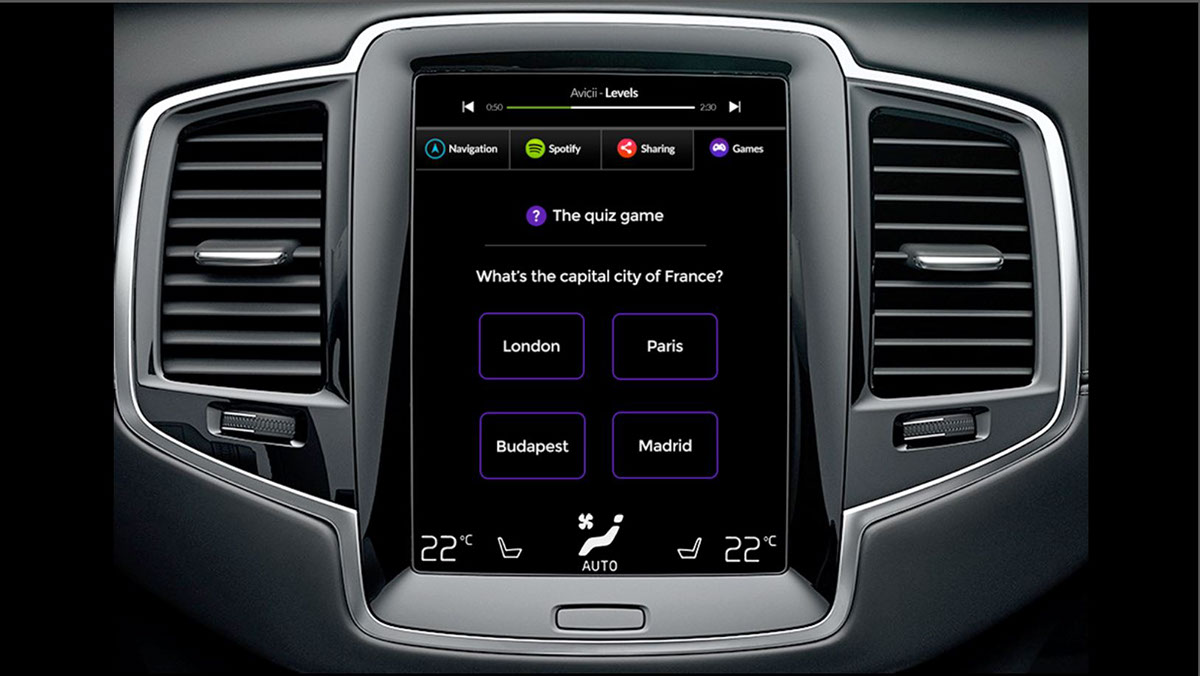 Avicii - Levels
0:50 2:30
Navigation Spotify Sharing Games
? The quiz game
What's the capital city of France?
London Paris
Budapest Madrid
22°C AUTO 22°C